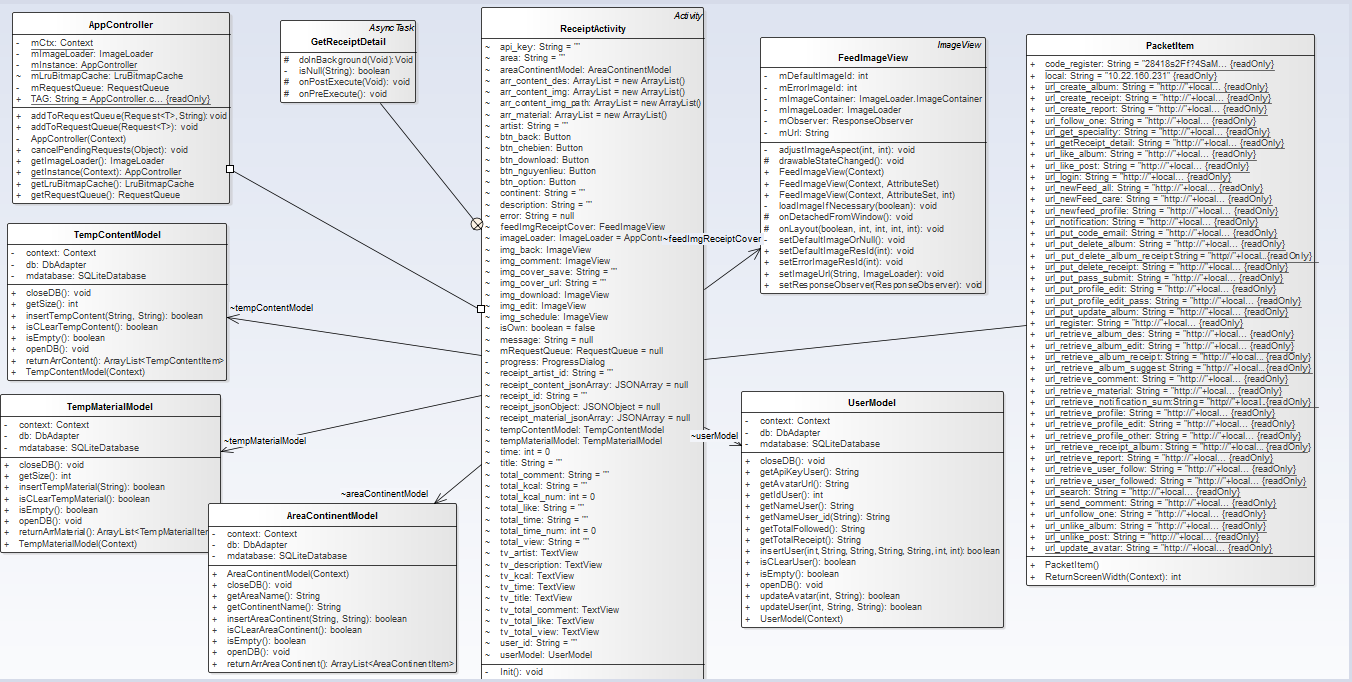 AppController
- mCtx: Context
- mImageLoader: ImageLoader
- mInstance: AppController
~ mLruBitmapCache: LruBitmapCache
- mRequestQueue: RequestQueue
+ TAG: String = AppController.c... {readOnly}
+ addToRequestQueue(Request<T>, String): void
+ addToRequestQueue(Request<T>): void
- AppController(Context)
+ cancelPendingRequests(Object): void
+ getImageLoader(): ImageLoader
+ getInstance(Context): AppController
+ getLruBitmapCache(): LruBitmapCache
+ getRequestQueue(): RequestQueue
AsyncTask
GetReceiptDetail
# doInBackground(Void): Void
- isNull(String): boolean
# onPostExecute(Void): void
# onPreExecute(): void
TempContentModel
- context: Context
- db: DbAdapter
- mdatabase: SQLiteDatabase
+ closeDB(): void
+ getSize(): int
+ insertTempContent(String, String): boolean
+ isCLearTempContent(): boolean
+ isEmpty(): boolean
+ openDB(): void
+ returnArrContent(): ArrayList<TempContentItem>
+ TempContentModel(Context)
~tempContentModel
TempMaterialModel
- context: Context
- db: DbAdapter
- mdatabase: SQLiteDatabase
+ closeDB(): void
+ getSize(): int
+ insertTempMaterial(String): boolean
+ isCLearTempMaterial(): boolean
+ isEmpty(): boolean
+ openDB(): void
+ returnArrMaterial(): ArrayList<TempMaterialIter
+ TempMaterialModel(Context)
~tempMaterialModel
~areaContinentModel
AreaContinentModel
- context: Context
- db: DbAdapter
- mdatabase: SQLiteDatabase
+ AreaContinentModel(Context)
+ closeDB(): void
+ getAreaName(): String
+ getContinentName(): String
+ insertAreaContinent(String, String): boolean
+ isCLearAreaContinent(): boolean
+ isEmpty(): boolean
+ openDB(): void
+ returnArrAreaContinent(): ArrayList<AreaContinentItem>
Activity
ReceiptActivity
~ api_key: String = ""
~ area: String = ""
~ areaContinentModel: AreaContinentModel
~ arr_content_des: ArrayList = new ArrayList()
~ arr_content_img: ArrayList = new ArrayList()
~ arr_content_img_path: ArrayList = new ArrayList()
~ arr_material: ArrayList = new ArrayList()
~ artist: String = ""
~ btn_back: Button
~ btn_chebien: Button
~ btn_download: Button
~ btn_nguyenlieu: Button
~ btn_option: Button
~ continent: String = ""
~ description: String = ""
~ error: String = null
~ feedImgReceiptCover: FeedImageView
~ imageLoader: ImageLoader = AppContr
~ img_back: ImageView
~ img_comment: ImageView
~ img_cover_save: String = ""
~ img_cover_url: String = ""
~ img_download: ImageView
~ img_edit: ImageView
~ img_schedule: ImageView
~ isOwn: boolean = false
~ message: String = null
~ mRequestQueue: RequestQueue = null
- progress: ProgressDialog
~ receipt_artist_id: String = ""
~ receipt_content_jsonArray: JSONArray = null
~ receipt_id: String = ""
~ receipt_jsonObject: JSONObject = null
~ receipt_material_jsonArray: JSONArray = null
~ tempContentModel: TempContentModel
~ tempMaterialModel: TempMaterialModel
~ time: int = 0
~ title: String = ""
~ total_comment: String = ""
~ total_kcal: String = ""
~ total_kcal_num: int = 0
~ total_like: String = ""
~ total_time: String = ""
~ total_time_num: int = 0
~ total_view: String = ""
~ tv_artist: TextView
~ tv_description: TextView
~ tv_kcal: TextView
~ tv_time: TextView
~ tv_title: TextView
~ tv_total_comment: TextView
~ tv_total_like: TextView
~ tv_total_view: TextView
~ user_id: String = ""
~ userModel: UserModel
- Init(): void
~feedImgReceiptCover
ImageView
FeedImageView
- mDefaultImageId: int
- mErrorImageId: int
- mImageContainer: ImageLoader.ImageContainer
- mImageLoader: ImageLoader
- mObserver: ResponseObserver
- mUrl: String
- adjustImageAspect(int, int): void
# drawableStateChanged(): void
+ FeedImageView(Context)
+ FeedImageView(Context, AttributeSet)
+ FeedImageView(Context, AttributeSet, int)
- loadImageIfNecessary(boolean): void
# onDetachedFromWindow(): void
# onLayout(boolean, int, int, int, int): void
- setDefaultImageOrNull(): void
+ setDefaultImageResId(int): void
+ setErrorImageResId(int): void
+ setImageUrl(String, ImageLoader): void
+ setResponseObserver(ResponseObserver): void
~userModel
UserModel
- context: Context
- db: DbAdapter
- mdatabase: SQLiteDatabase
+ closeDB(): void
+ getApiKeyUser(): String
+ getAvatarUrl(): String
+ getIdUser(): int
+ getNameUser(): String
+ getNameUser_id(String): String
+ getTotalFollowed(): String
+ getTotalReceipt(): String
+ insertUser(int, String, String, String, String, int, int): boolean
+ isCLearUser(): boolean
+ isEmpty(): boolean
+ openDB(): void
+ updateAvatar(int, String): boolean
+ updateUser(int, String, String): boolean
+ UserModel(Context)
PacketItem
+ code_register: String = "28418s2Ff?4SaM... {readOnly}
+ local: String = "10.22.160.231" {readOnly}
+ url_create_album: String = "http://"+local... {readOnly}
+ url_create_receipt: String = "http://"+local... {readOnly}
+ url_create_report: String = "http://"+local... {readOnly}
+ url_follow_one: String = "http://"+local... {readOnly}
+ url_get_speciality: String = "http://"+local... {readOnly}
+ url_getReceipt_detail: String = "http://"+local... {readOnly}
+ url_like_album: String = "http://"+local... {readOnly}
+ url_like_post: String = "http://"+local... {readOnly}
+ url_login: String = "http://"+local... {readOnly}
+ url_newFeed_all: String = "http://"+local... {readOnly}
+ url_newFeed_care: String = "http://"+local... {readOnly}
+ url_newfeed_profile: String = "http://"+local... {readOnly}
+ url_notification: String = "http://"+local... {readOnly}
+ url_put_code_email: String = "http://"+local... {readOnly}
+ url_put_delete_album: String = "http://"+local... {readOnly}
+ url_put_delete_album_receipt: String = "http://"+local... {readOnly}
+ url_put_delete_receipt: String = "http://"+local... {readOnly}
+ url_put_pass_submit: String = "http://"+local... {readOnly}
+ url_put_profile_edit: String = "http://"+local... {readOnly}
+ url_put_profile_edit_pass: String = "http://"+local... {readOnly}
+ url_put_update_album: String = "http://"+local... {readOnly}
+ url_register: String = "http://"+local... {readOnly}
+ url_retrieve_album_des: String = "http://"+local... {readOnly}
+ url_retrieve_album_edit: String = "http://"+local... {readOnly}
+ url_retrieve_album_receipt: String = "http://"+local... {readOnly}
+ url_retrieve_album_suggest: String = "http://"+local... {readOnly}
+ url_retrieve_comment: String = "http://"+local... {readOnly}
+ url_retrieve_material: String = "http://"+local... {readOnly}
+ url_retrieve_notification_sum: String = "http://"+local... {readOnly}
+ url_retrieve_profile: String = "http://"+local... {readOnly}
+ url_retrieve_profile_edit: String = "http://"+local... {readOnly}
+ url_retrieve_profile_other: String = "http://"+local... {readOnly}
+ url_retrieve_receipt_album: String = "http://"+local... {readOnly}
+ url_retrieve_report: String = "http://"+local... {readOnly}
+ url_retrieve_user_follow: String = "http://"+local... {readOnly}
+ url_retrieve_user_followed: String = "http://"+local... {readOnly}
+ url_search: String = "http://"+local... {readOnly}
+ url_send_comment: String = "http://"+local... {readOnly}
+ url_unfollow_one: String = "http://"+local... {readOnly}
+ url_unlike_album: String = "http://"+local... {readOnly}
+ url_unlike_post: String = "http://"+local... {readOnly}
+ url_update_avatar: String = "http://"+local... {readOnly}
+ PacketItem()
+ ReturnScreenWidth(Context): int